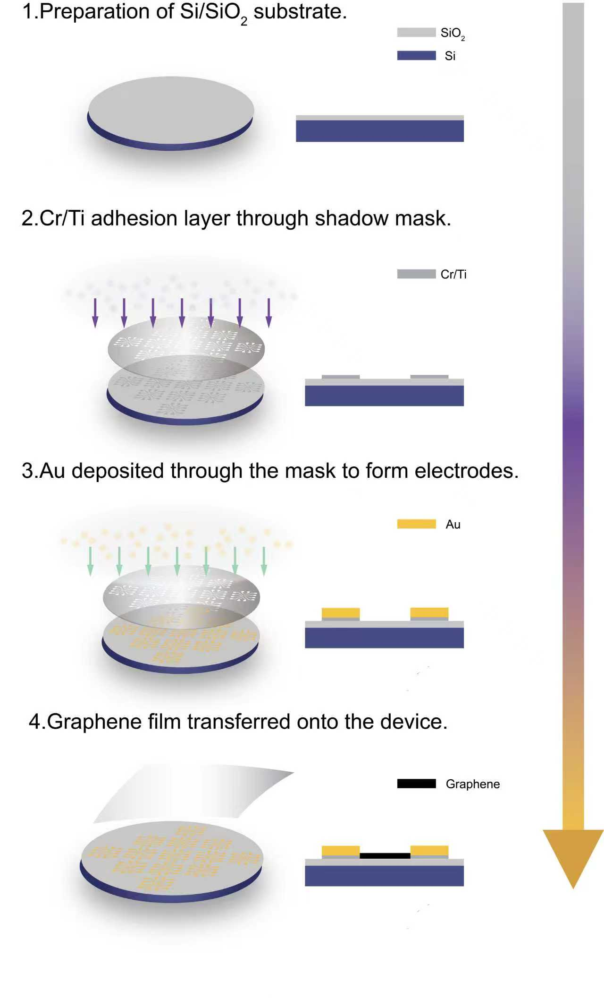 1.Preparation of Si/SiO₂ substrate.
SiO₂
Si
2.Cr/Ti adhesion layer through shadow mask.
Cr/Ti
3.Au deposited through the mask to form electrodes.
Au
4.Graphene film transferred onto the device.
Graphene